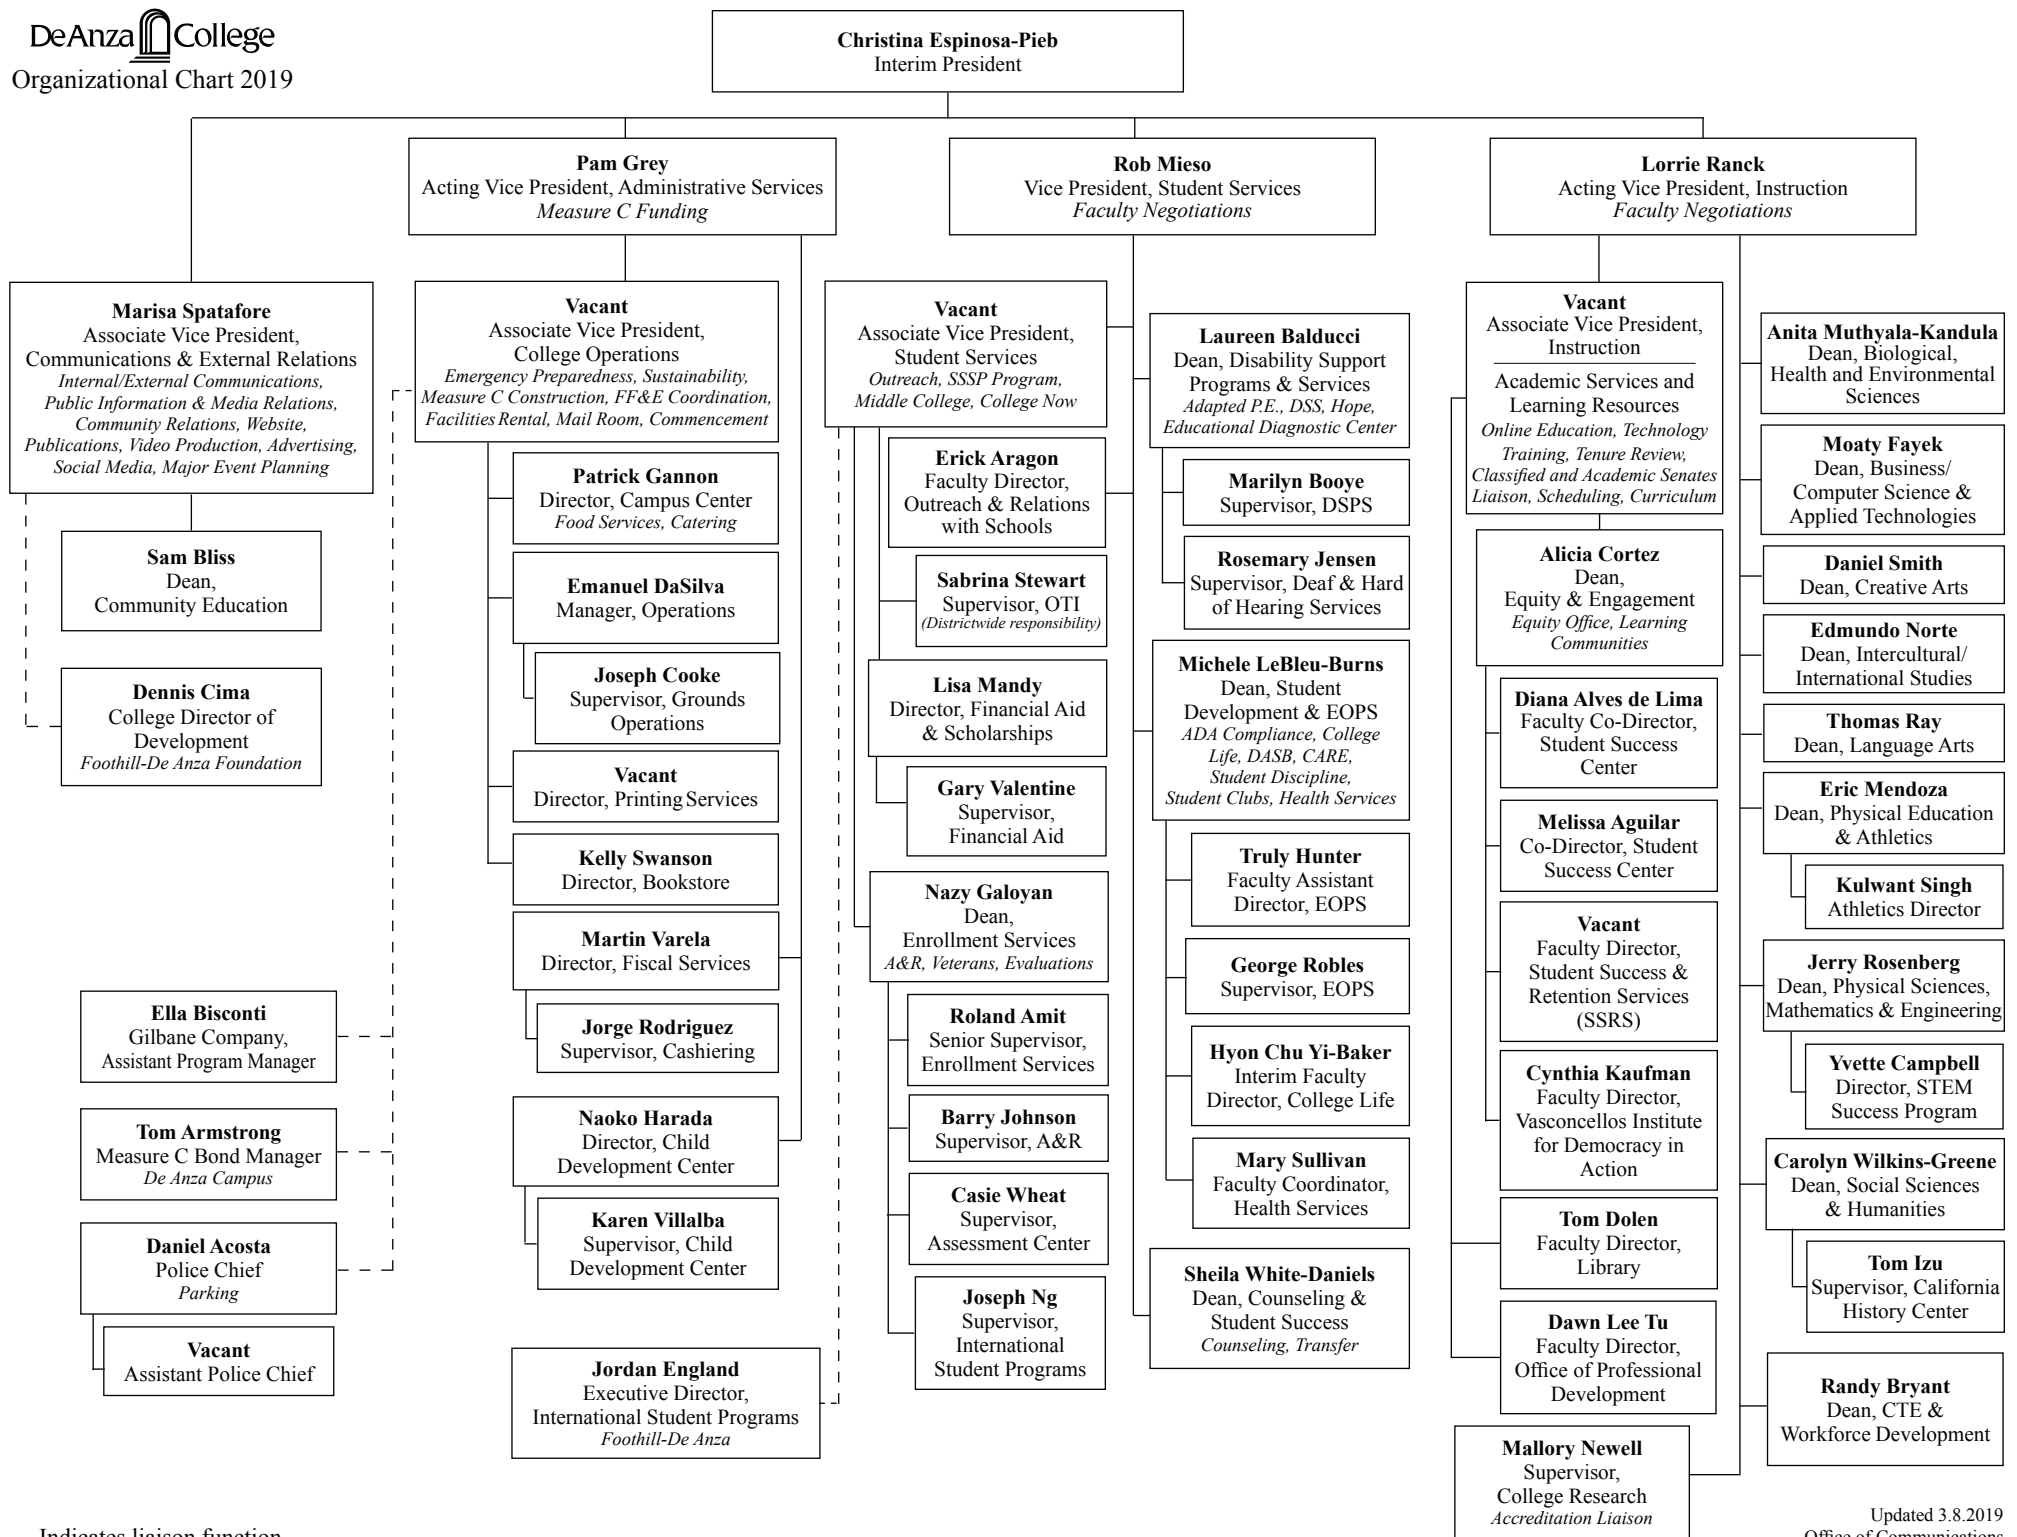 DeAnza College
Organizational Chart 2019
Christina Espinosa-Pieb
Interim President
Pam Grey
Acting Vice President, Administrative Services
Measure C Funding
Rob Mieso
Vice President, Student Services
Faculty Negotiations
Lorrie Ranck
Acting Vice President, Instruction
Faculty Negotiations
Marisa Spatafore
Associate Vice President,
Communications & External Relations
Internal/External Communications,
Public Information & Media Relations,
Community Relations, Website,
Publications, Video Production, Advertising,
Social Media, Major Event Planning
Sam Bliss
Dean,
Community Education
Dennis Cima
College Director of
Development
Foothill-De Anza Foundation
Ella Bisconti
Gilbane Company,
Assistant Program Manager
Tom Armstrong
Measure C Bond Manager
De Anza Campus
Daniel Acosta
Police Chief
Parking
Vacant
Assistant Police Chief
Vacant
Associate Vice President,
College Operations
Emergency Preparedness, Sustainability,
Measure C Construction, FF&E Coordination,
Facilities Rental, Mail Room, Commencement
Patrick Gannon
Director, Campus Center
Food Services, Catering
Emanuel DaSilva
Manager, Operations
Joseph Cooke
Supervisor, Grounds
Operations
Vacant
Director, Printing Services
Kelly Swanson
Director, Bookstore
Martin Varela
Director, Fiscal Services
Jorge Rodriguez
Supervisor, Cashiering
Naoko Harada
Director, Child
Development Center
Karen Villalba
Supervisor, Child
Development Center
Jordan England
Executive Director,
International Student Programs
Foothill-De Anza
Vacant
Associate Vice President,
Student Services
Outreach, SSSP Program,
Middle College, College Now
Erick Aragon
Faculty Director,
Outreach & Relations
with Schools
Sabrina Stewart
Supervisor, OTI
(Districtwide responsibility)
Lisa Mandy
Director, Financial Aid
& Scholarships
Gary Valentine
Supervisor,
Financial Aid
Nazy Galoyan
Dean,
Enrollment Services
A&R, Veterans, Evaluations
Roland Amit
Senior Supervisor,
Enrollment Services
Barry Johnson
Supervisor, A&R
Casie Wheat
Supervisor,
Assessment Center
Joseph Ng
Supervisor,
International
Student Programs
Laureen Balducci
Dean, Disability Support
Programs & Services
Adapted P.E., DSS, Hope,
Educational Diagnostic Center
Marilyn Booye
Supervisor, DSPS
Rosemary Jensen
Supervisor, Deaf & Hard
of Hearing Services
Michele LeBleu-Burns
Dean, Student
Development & EOPS
ADA Compliance, College
Life, DASB, CARE,
Student Discipline,
Student Clubs, Health Services
Truly Hunter
Faculty Assistant
Director, EOPS
George Robles
Supervisor, EOPS
Hyon Chu Yi-Baker
Interim Faculty
Director, College Life
Mary Sullivan
Faculty Coordinator,
Health Services
Sheila White-Daniels
Dean, Counseling &
Student Success
Counseling, Transfer
Vacant
Associate Vice President,
Instruction
Academic Services and
Learning Resources
Online Education, Technology
Training, Tenure Review,
Classified and Academic Senates
Liaison, Scheduling, Curriculum
Alicia Cortez
Dean,
Equity & Engagement
Equity Office, Learning
Communities
Diana Alves de Lima
Faculty Co-Director,
Student Success
Center
Melissa Aguilar
Co-Director, Student
Success Center
Vacant
Faculty Director,
Student Success &
Retention Services
(SSRS)
Cynthia Kaufman
Faculty Director,
Vasconcellos Institute
for Democracy in
Action
Tom Dolen
Faculty Director,
Library
Dawn Lee Tu
Faculty Director,
Office of Professional
Development
Mallory Newell
Supervisor,
College Research
Accreditation Liaison
Anita Muthyala-Kandula
Dean, Biological,
Health and Environmental
Sciences
Moaty Fayek
Dean, Business/
Computer Science &
Applied Technologies
Daniel Smith
Dean, Creative Arts
Edmundo Norte
Dean, Intercultural/
International Studies
Thomas Ray
Dean, Language Arts
Eric Mendoza
Dean, Physical Education
& Athletics
Kulwant Singh
Athletics Director
Jerry Rosenberg
Dean, Physical Sciences,
Mathematics & Engineering
Yvette Campbell
Director, STEM
Success Program
Carolyn Wilkins-Greene
Dean, Social Sciences
& Humanities
Tom Izu
Supervisor, California
History Center
Randy Bryant
Dean, CTE &
Workforce Development
Indicates liaison function
Updated 3.8.2019
Office of Communications